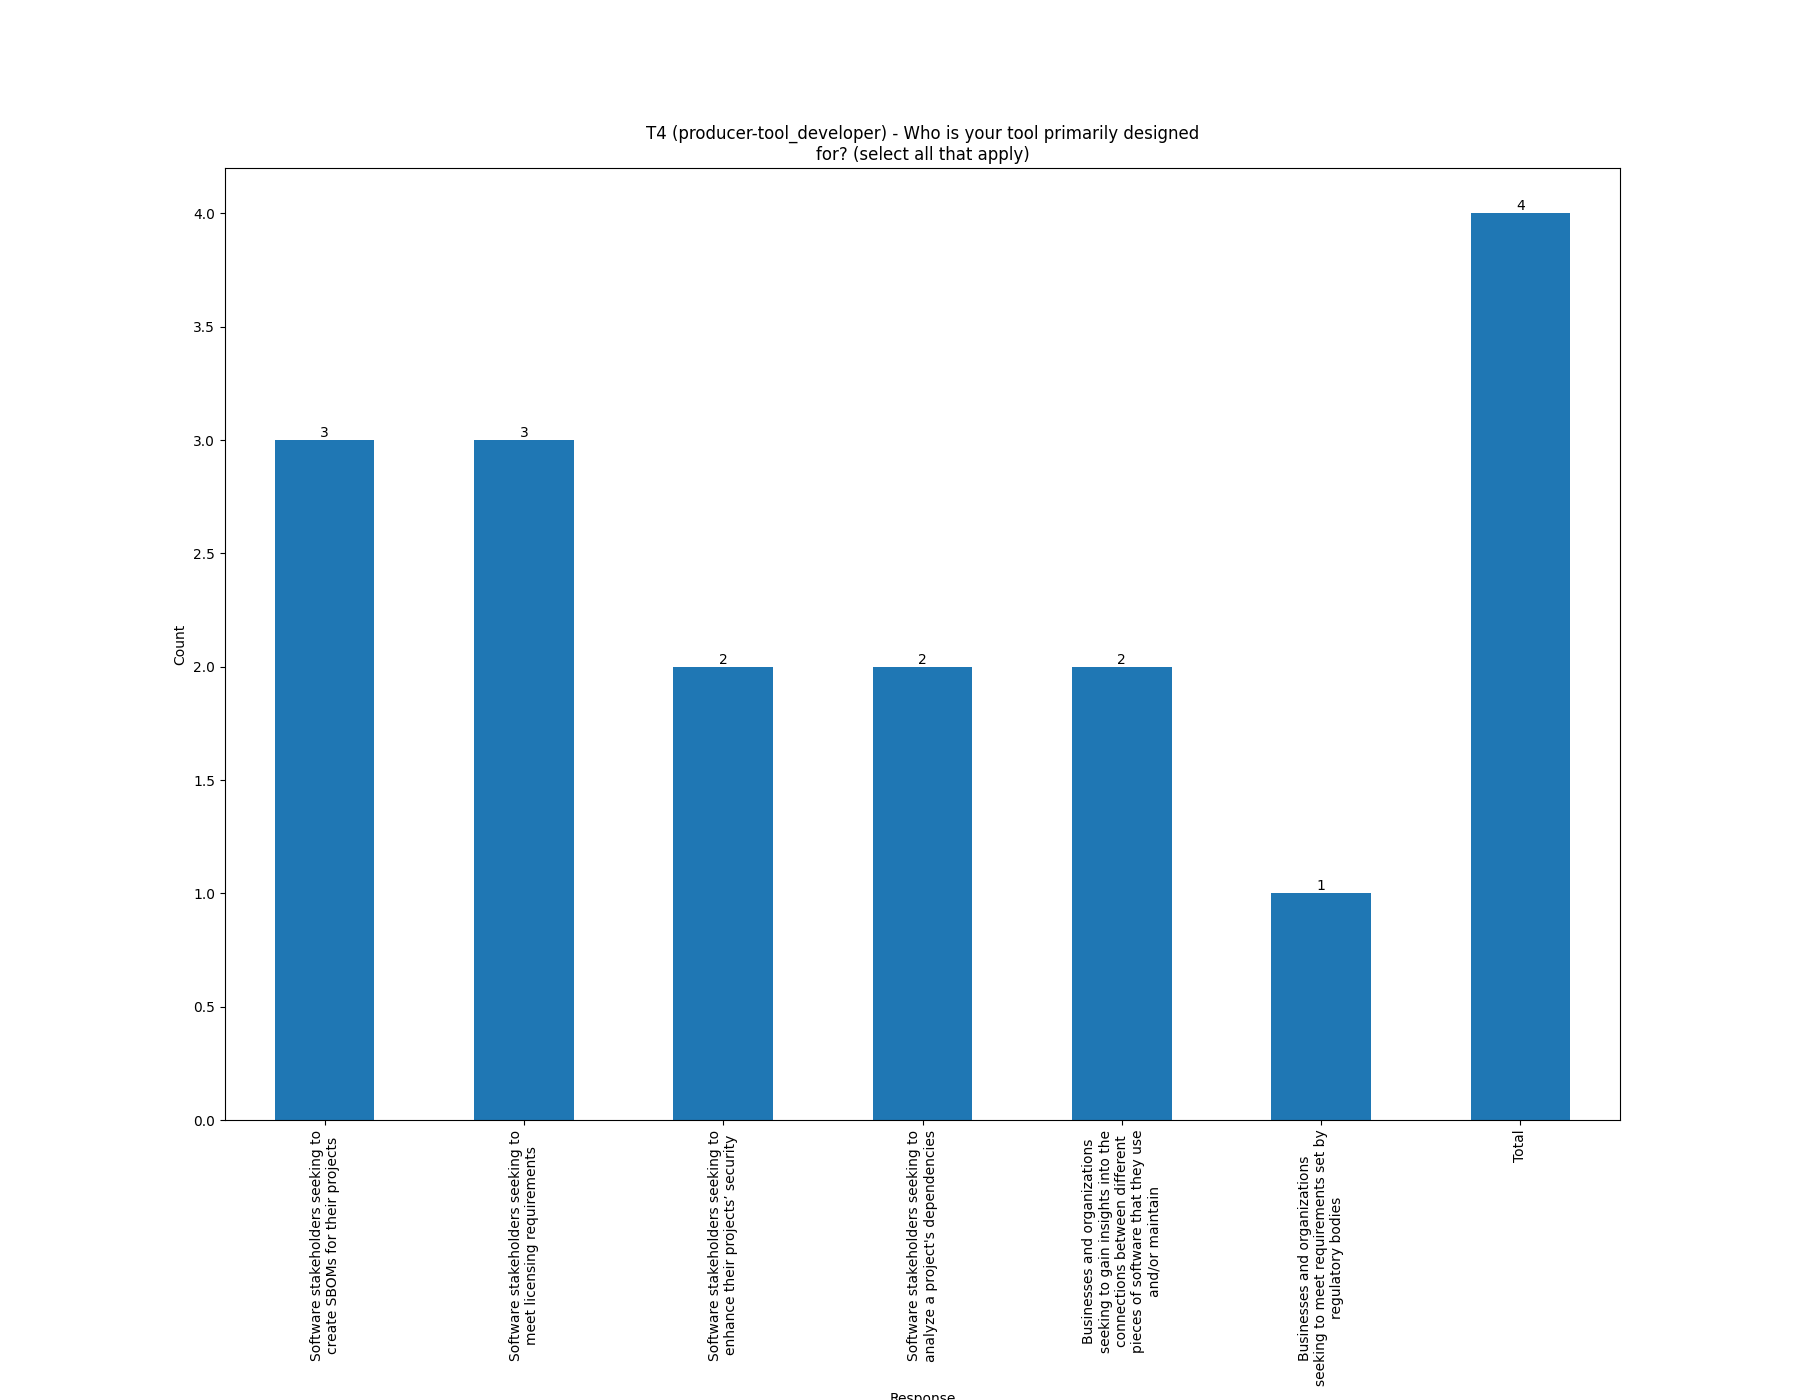 T4 (producer-tool_developer) - Who is your tool primarily designed
for? (select all that apply)
Count
4.0
3.5
3.0
2.5
2.0
1.5
1.0
0.5
0.0
3
3
2
2
2
1
4
Software stakeholders seeking to
create SBOMs for their projects
Software stakeholders seeking to
meet licensing requirements
Software stakeholders seeking to
enhance their projects’ security
Software stakeholders seeking to
analyze a project's dependencies
Businesses and organizations
seeking to gain insights into the
connections between different
pieces of software that they use
and/or maintain
Businesses and organizations
seeking to meet requirements set by
regulatory bodies
Total
Response